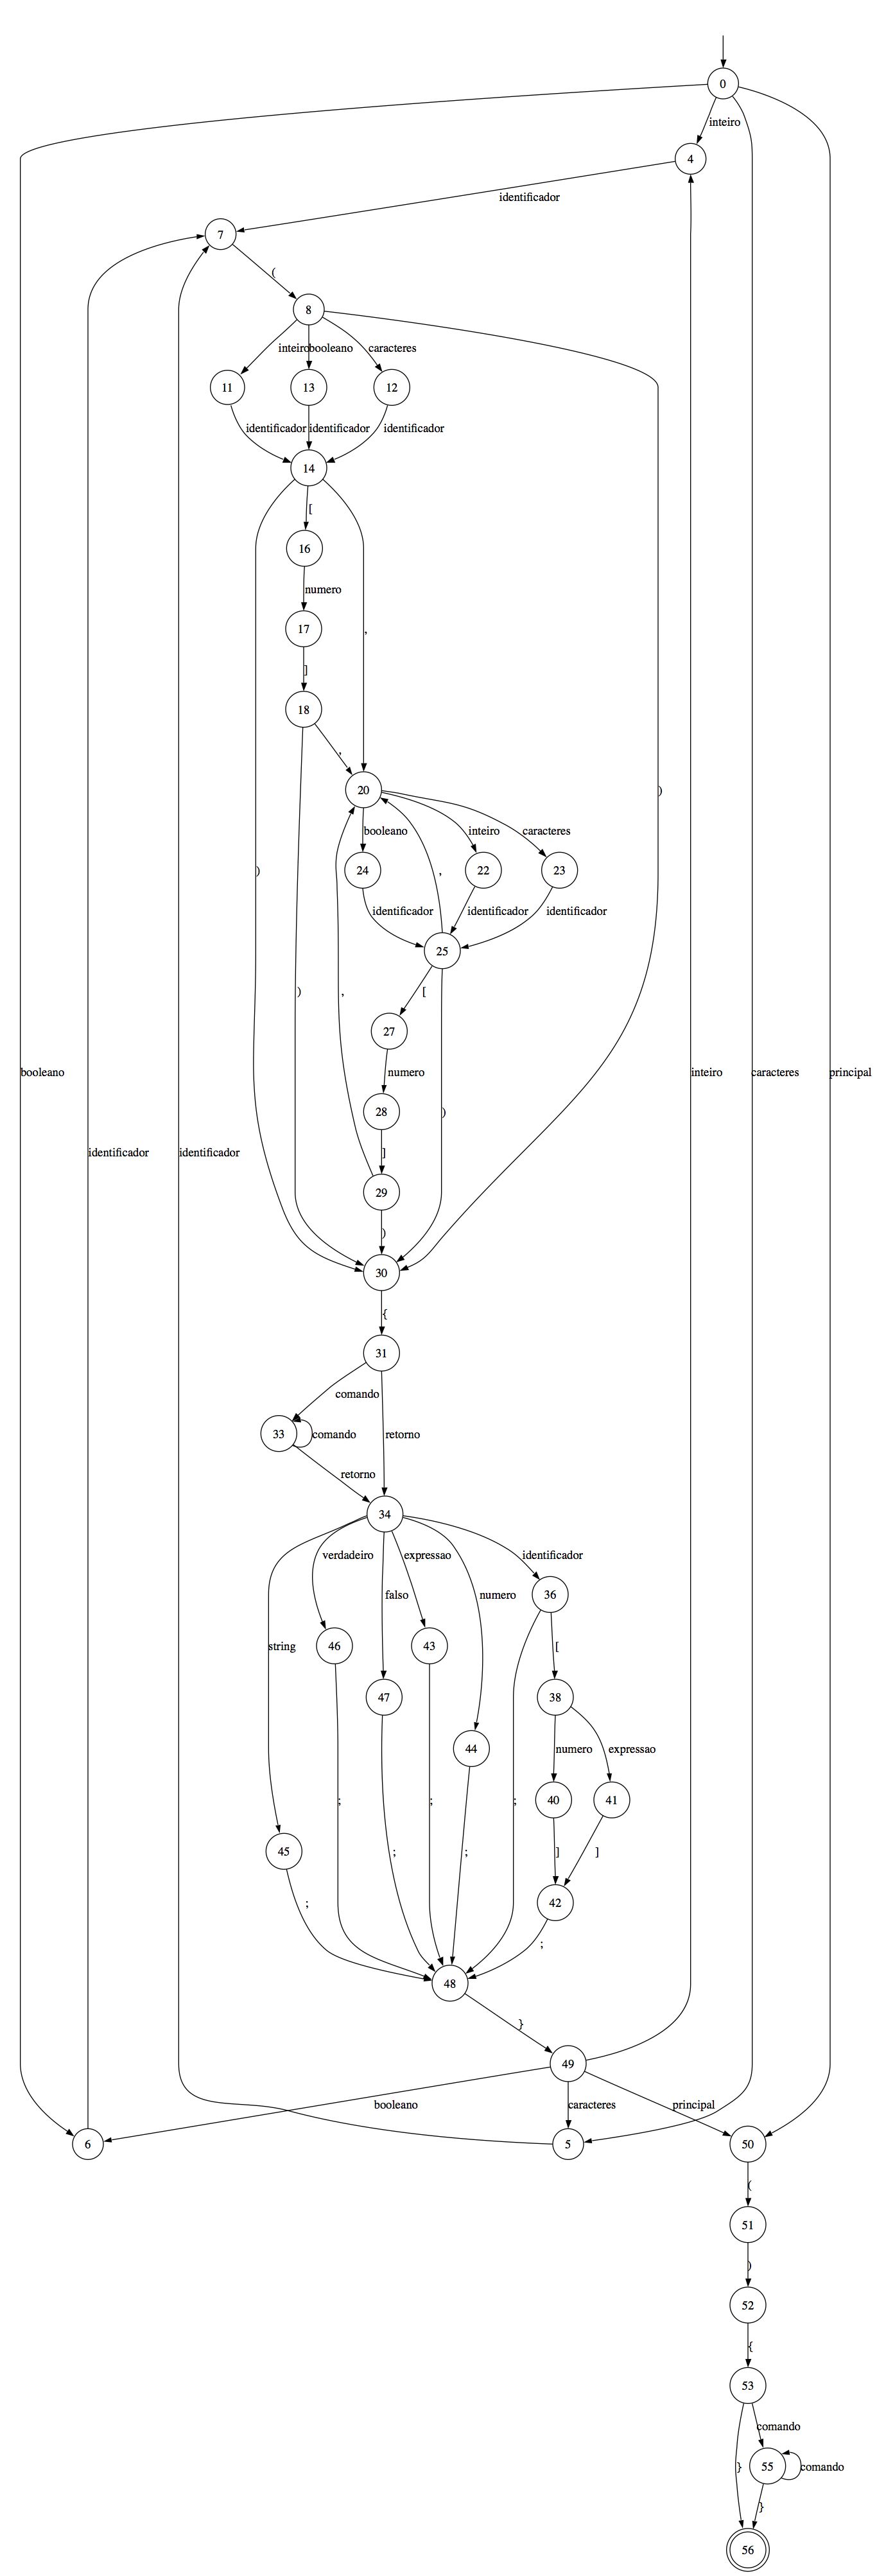 0
inteiro
4
identificador
7
(
8
inteiro booleano caracteres
11 13 12
identificador identificador identificador
14
[
16
numero
17
,
]
18
,
20 )
booleano inteiro caracteres
) 24 , 22 23
identificador identificador identificador
25
) , [
27
booleano numero inteiro caracteres principal
28 )
identificador identificador ]
29
)
30
{
31
comando
33 comando retorno
retorno
34
verdadeiro expressao identificador
falso numero 36
string 46 43 [
47 38
44 numero expressao
; ; ; 40 41
45 ; ; ] ]
; 42
;
48
}
49
booleano caracteres principal
6 5 50
(
51
)
52
{
53
comando
} 55 comando
}
56